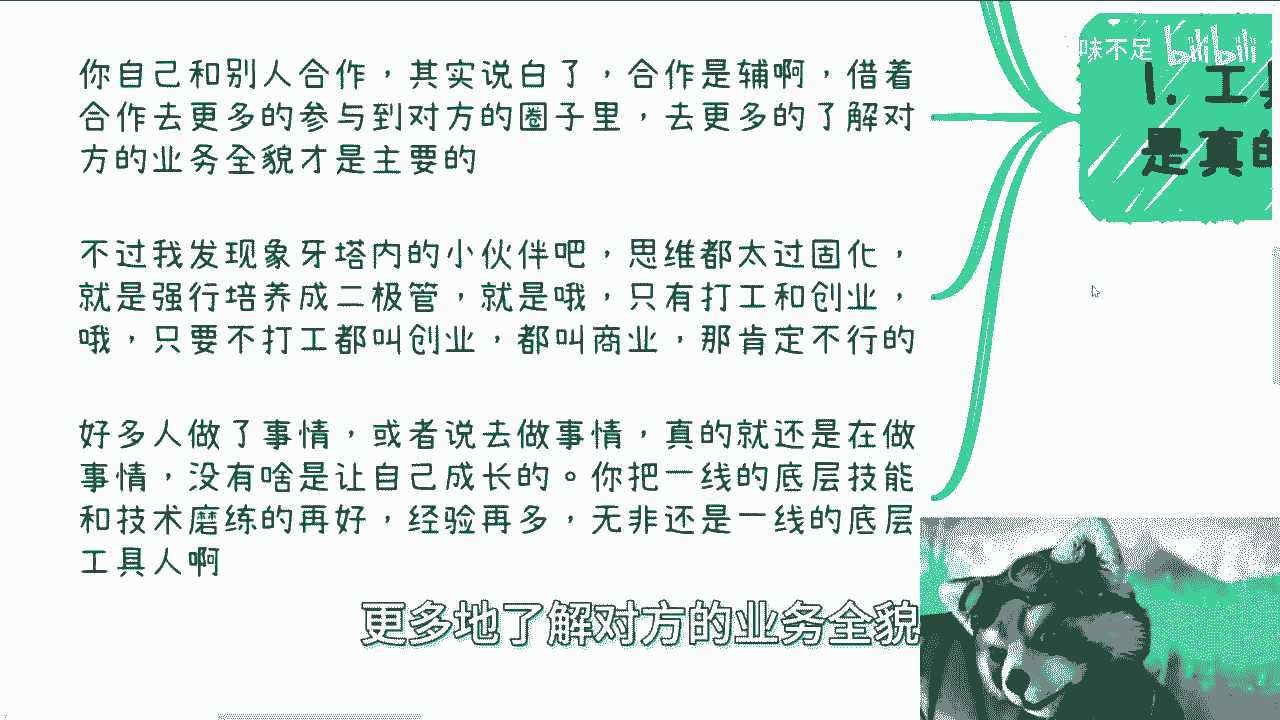 味不足 bilibili
1. 工
是真的
你自己和别人合作，其实说白了，合作是辅啊，借着
合作去更多的参与到对方的圈子里，去更多的了解对
方的业务全貌才是主要的
不过我发现象牙塔内的小伙伴吧，思维都太过固化，
就是强行培养成二极管，就是哦，只有打工和创业，
哦，只要不打工都叫创业，都叫商业，那肯定不行的
好多人做了事情，或者说去做事情，真的就还是在做
事情，没有啥是让自己成长的。你把一线的底层技能
和技术磨练的再好，经验再多，无非还是一线的底层
工具人啊
更多地了解对方的业务全貌